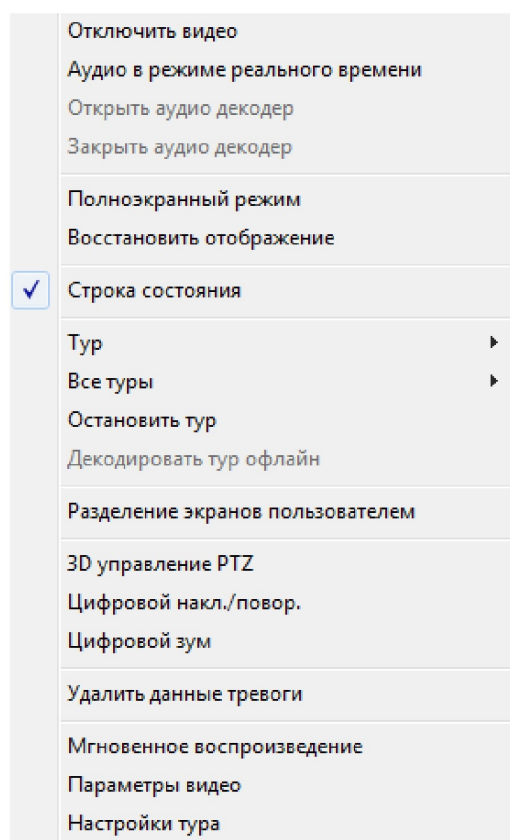 Отключить видео
Аудио в режиме реального времени
Открыть аудио декодер
Закрыть аудио декодер
Полноэкранный режим
Восстановить отображение
Строка состояния
Тур
Все туры
Остановить тур
Декодировать тур офлайн
Разделение экранов пользователем
3D управление PTZ
Цифровой накл./повор.
Цифровой зум
Удалить данные тревоги
Мгновенное воспроизведение
Параметры видео
Настройки тура